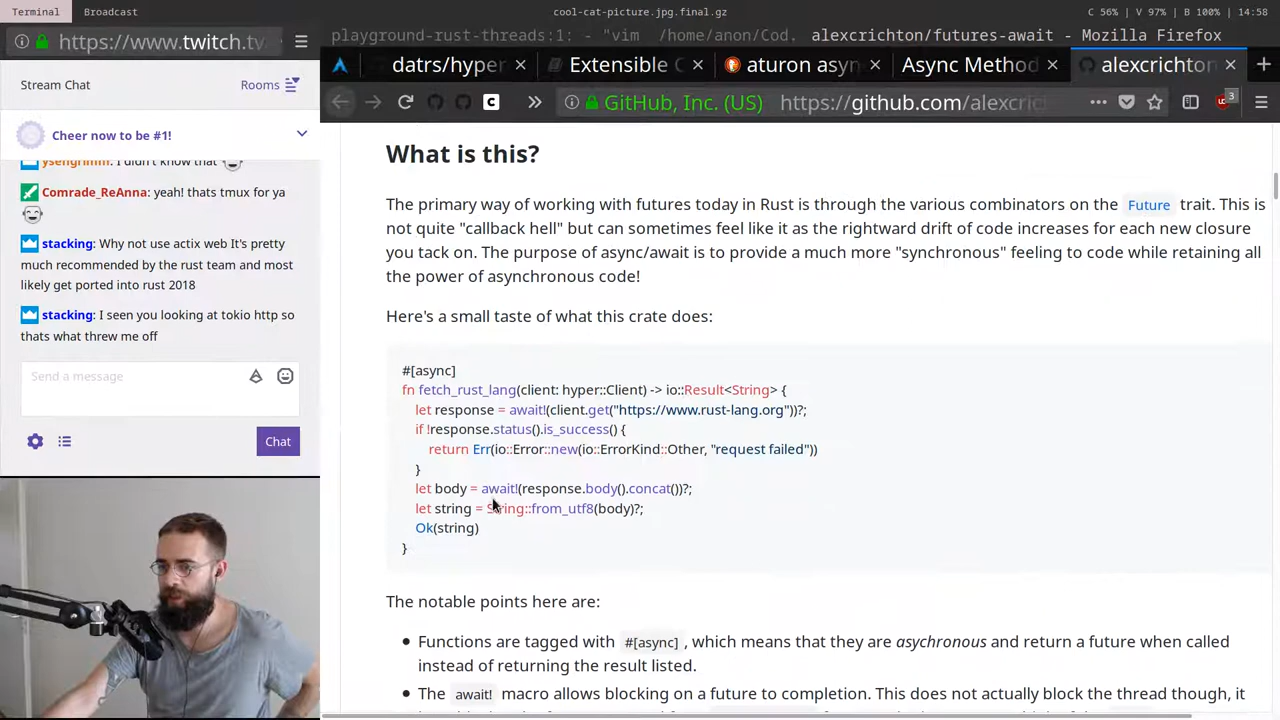 Terminal Broadcast cool-cat-picture.jpg.final.gz C 56% | V 97% | B 100% | 14:58
playground-rust-threads:1: - "vim /home/anon/Cod. alexcrichton/futures-await - Mozilla Firefox
https://www.twitch.tv.
datrs/hyper Extensible C aturon asyn Async Method alexcrichton
GitHub, Inc. (US) https://github.com/alexcric
3
Stream Chat Rooms
Cheer now to be #1!
ysengrimm: I didn't know that
Comrade_ReAnna: yeah! thats tmux for ya
stacking: Why not use actix web It's pretty
much recommended by the rust team and most
likely get ported into rust 2018
stacking: I seen you looking at tokio http so
thats what threw me off
Send a message
Chat
What is this?
The primary way of working with futures today in Rust is through the various combinators on the Future trait. This is
not quite "callback hell" but can sometimes feel like it as the rightward drift of code increases for each new closure
you tack on. The purpose of async/await is to provide a much more "synchronous" feeling to code while retaining all
the power of asynchronous code!
Here's a small taste of what this crate does:
#[async]
fn fetch_rust_lang(client: hyper::Client) -> io::Result<String> {
let response = await!(client.get("https://www.rust-lang.org"))?;
if !response.status().is_success() {
return Err(io::Error::new(io::ErrorKind::Other, "request failed"))
}
let body = await!(response.body().concat())?;
let string = String::from_utf8(body)?;
Ok(string)
}
The notable points here are:
Functions are tagged with #[async], which means that they are asychronous and return a future when called
instead of returning the result listed.
The await! macro allows blocking on a future to completion. This does not actually block the thread though, it